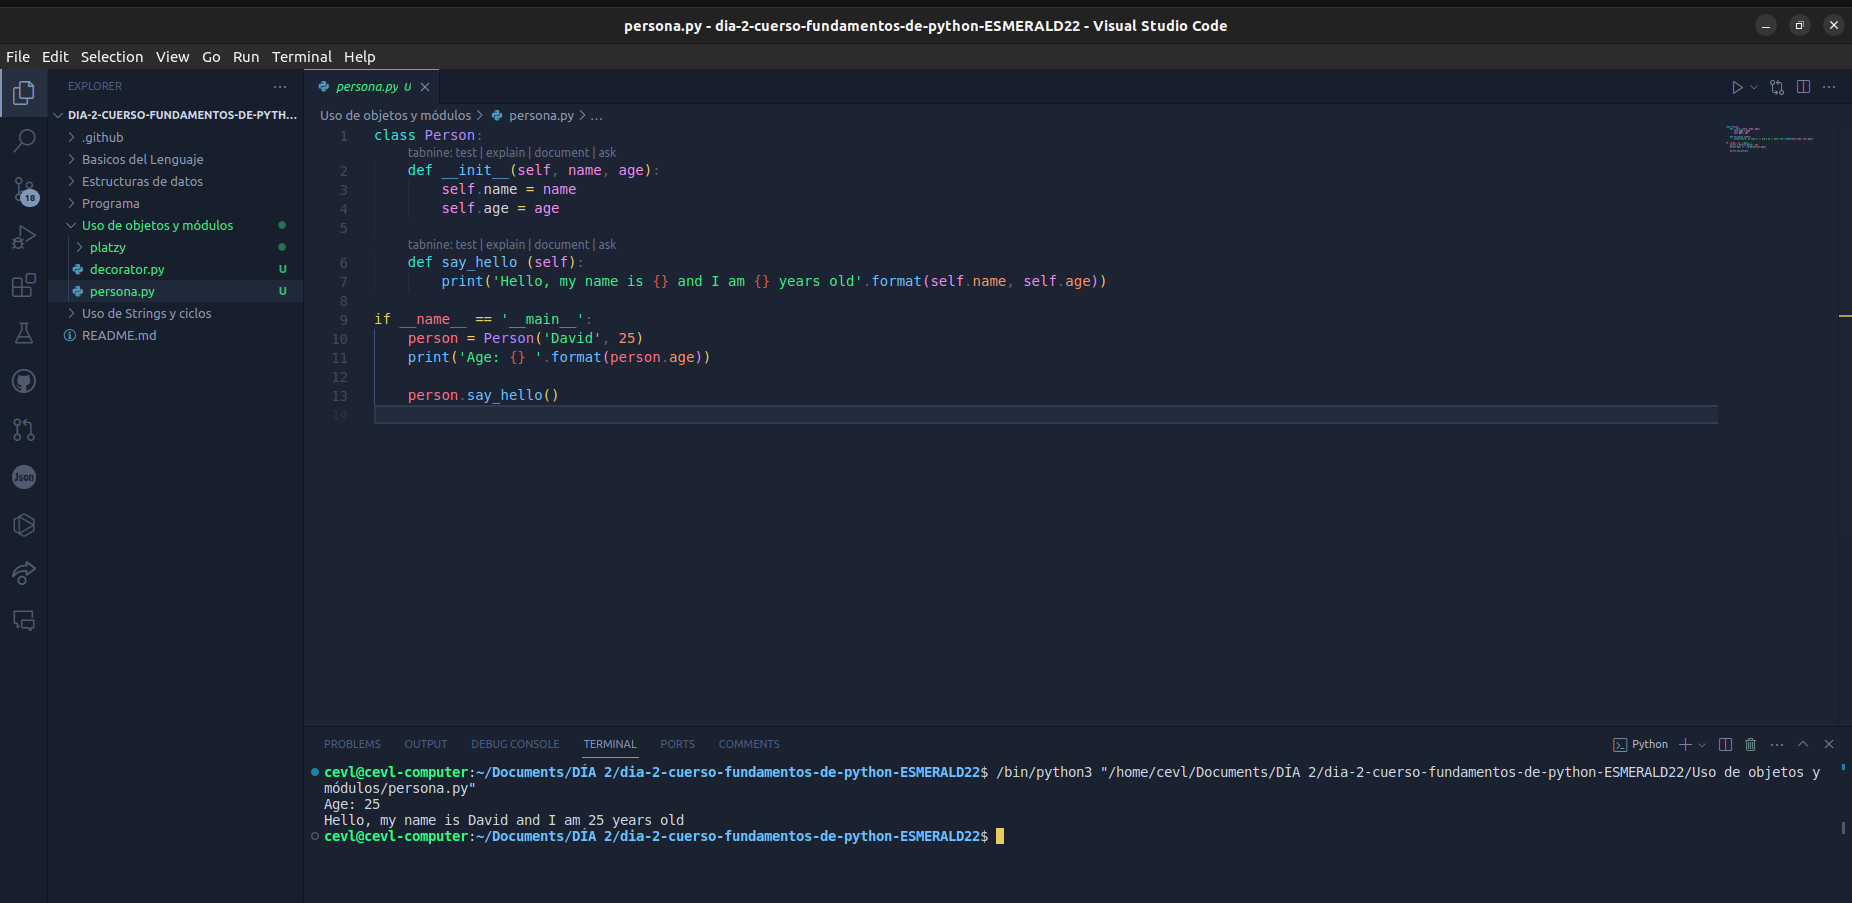 persona.py - dia-2-cuerso-fundamentos-de-python-ESMERALD22 - Visual Studio Code
File Edit Selection View Go Run Terminal Help
EXPLORER
DIA-2-CUERSO-FUNDAMENTOS-DE-PYTH...
.github
Basicos del Lenguaje
Estructuras de datos
Programa
Uso de objetos y módulos
platzy
decorator.py U
persona.py U
Uso de Strings y ciclos
README.md
18
Json
persona.py U
Uso de objetos y módulos > persona.py > ...
1 class Person:
tabnine: test | explain | document | ask
2 def __init__(self, name, age):
3 self.name = name
4 self.age = age
5
tabnine: test | explain | document | ask
6 def say_hello (self):
7 print('Hello, my name is {} and I am {} years old'.format(self.name, self.age))
8
9 if __name__ == '__main__':
10 person = Person('David', 25)
11 print('Age: {} '.format(person.age))
12
13 person.say_hello()
14
PROBLEMS OUTPUT DEBUG CONSOLE TERMINAL PORTS COMMENTS
Python
cevl@cevl-computer:~/Documents/DÍA 2/dia-2-cuerso-fundamentos-de-python-ESMERALD22$ /bin/python3 "/home/cevl/Documents/DÍA 2/dia-2-cuerso-fundamentos-de-python-ESMERALD22/Uso de objetos y
módulos/persona.py"
Age: 25
Hello, my name is David and I am 25 years old
cevl@cevl-computer:~/Documents/DÍA 2/dia-2-cuerso-fundamentos-de-python-ESMERALD22$